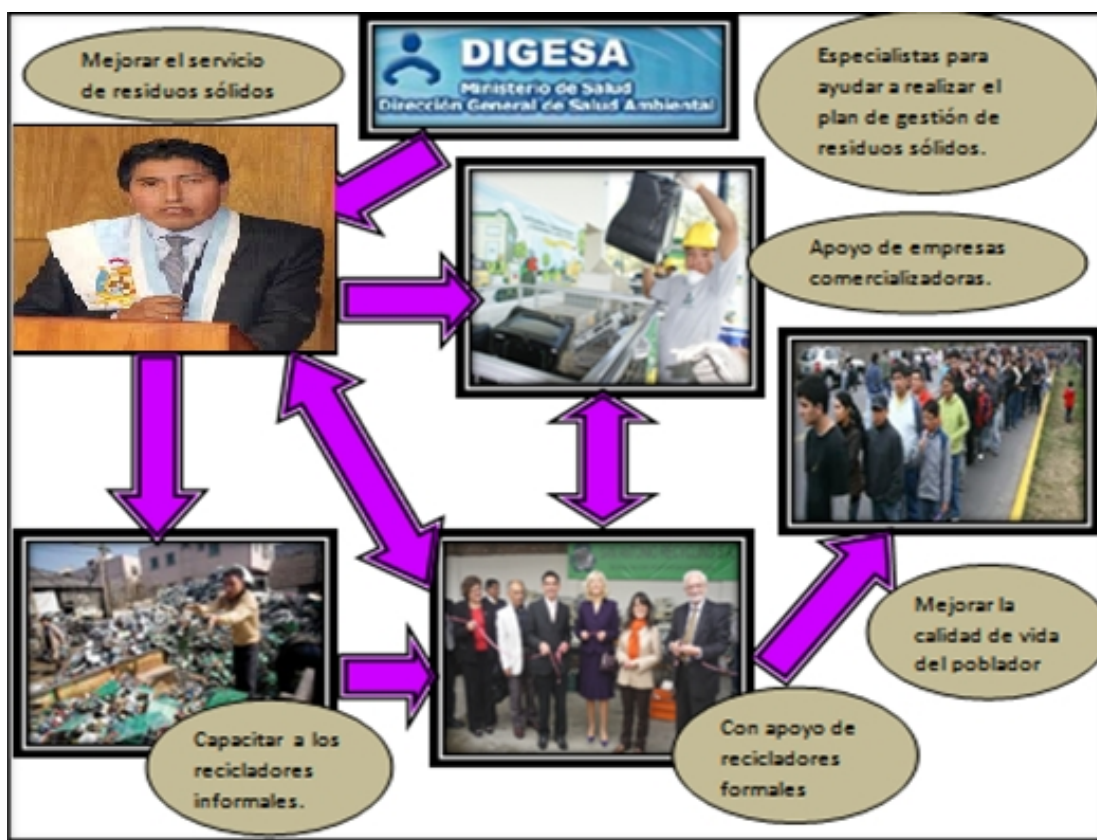 Mejorar el servicio
de residuos sólidos
DIGESA
Ministerio de Salud
Dirección General de Salud Ambiental
Especialistas para
ayudar a realizar el
plan de gestión de
residuos sólidos.
Apoyo de empresas
comercializadoras.
Mejorar la
calidad de vida
del poblador
Capacitar a los
recicladores
informales.
Con apoyo de
recicladores
formales